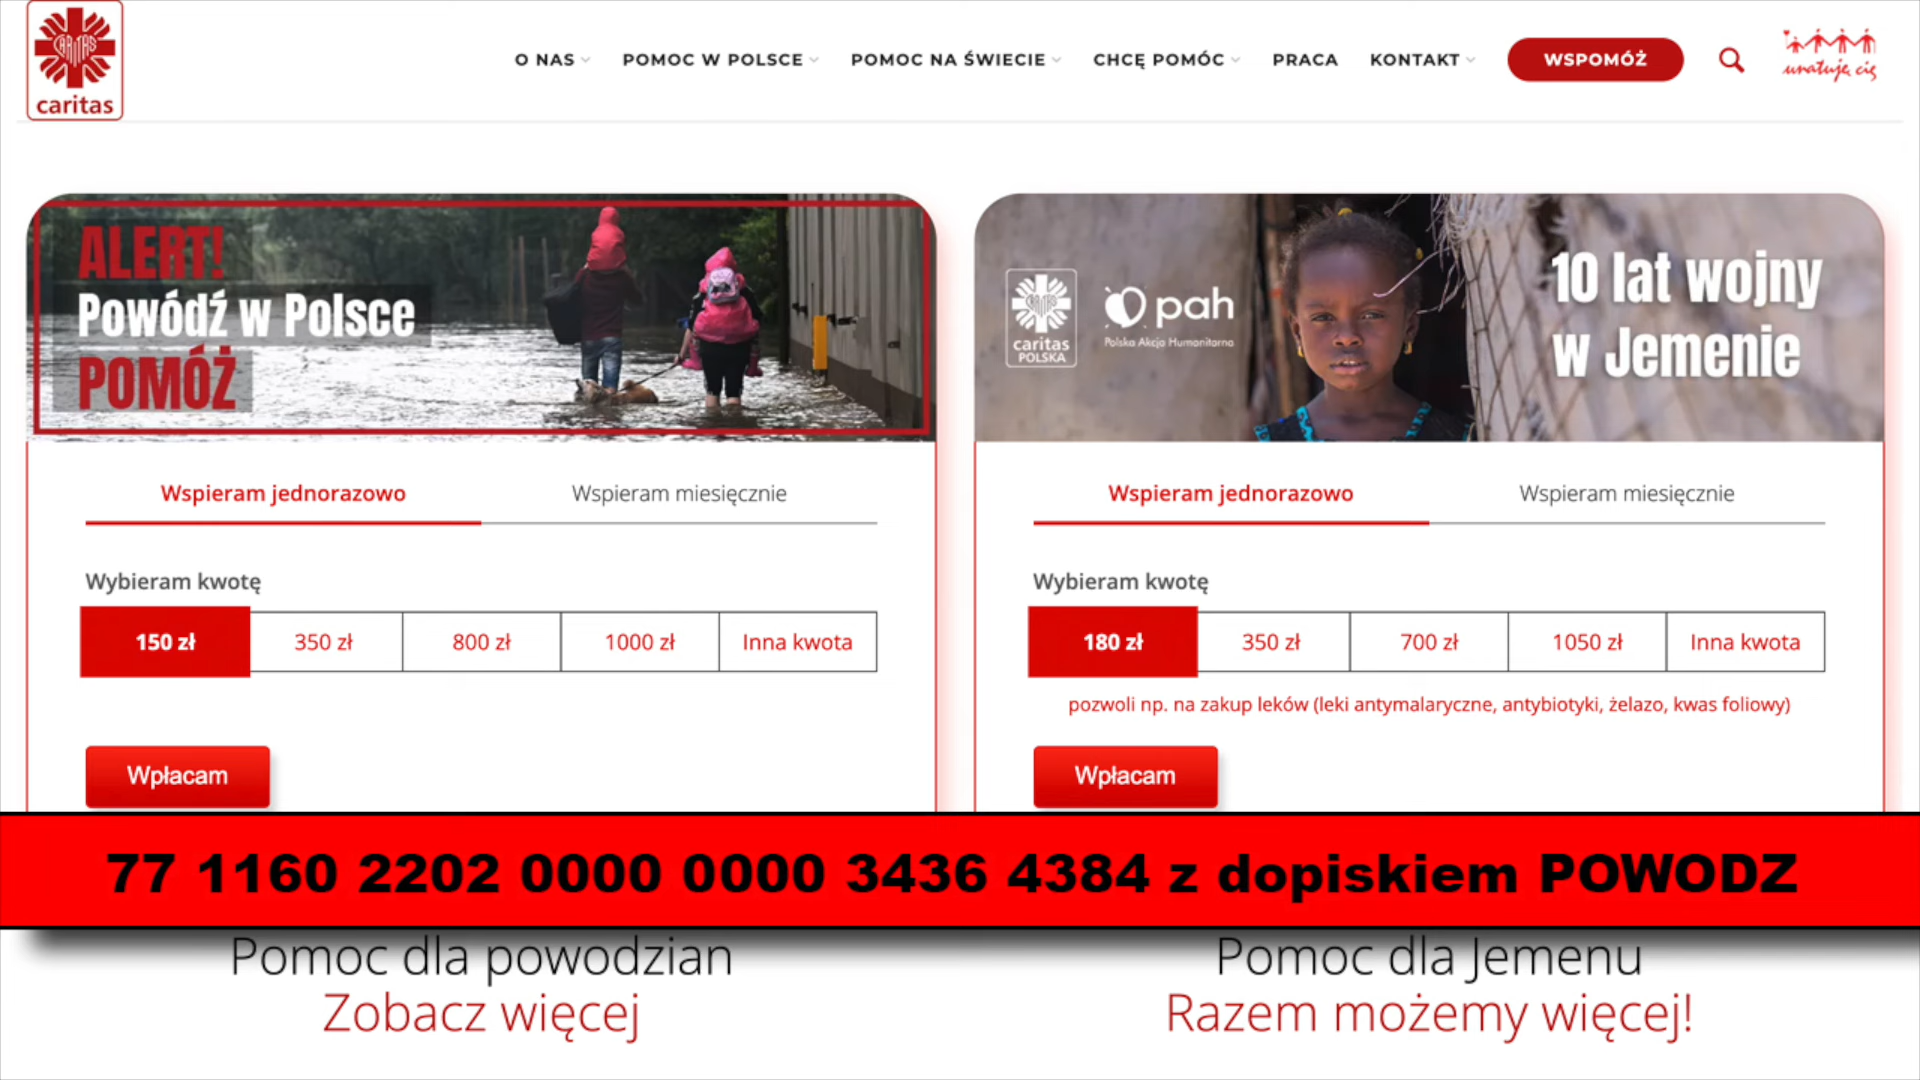 caritas
O NAS
POMOC W POLSCE
POMOC NA ŚWIECIE
CHCĘ POMÓC
PRACA
KONTAKT
WSPOMÓŻ
uratuję cię
ALERT!
Powódź w Polsce
POMÓŻ
Wspieram jednorazowo
Wspieram miesięcznie
Wybieram kwotę
150 zł
350 zł
800 zł
1000 zł
Inna kwota
Wpłacam
caritas
POLSKA
pah
Polska Akcja Humanitarna
10 lat wojny
w Jemenie
Wspieram jednorazowo
Wspieram miesięcznie
Wybieram kwotę
180 zł
350 zł
700 zł
1050 zł
Inna kwota
pozwoli np. na zakup leków (leki antymalaryczne, antybiotyki, żelazo, kwas foliowy)
Wpłacam
77 1160 2202 0000 0000 3436 4384 z dopiskiem POWODZ
Pomoc dla powodzian
Zobacz więcej
Pomoc dla Jemenu
Razem możemy więcej!